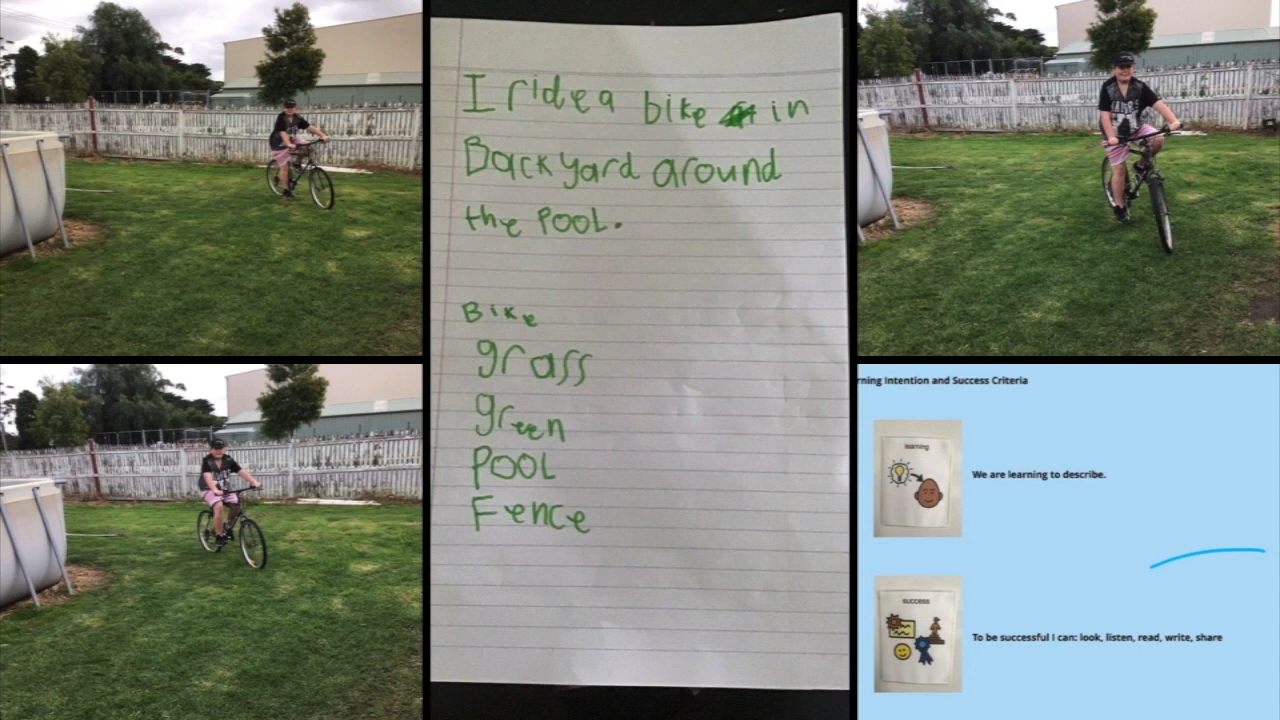 I ride a bike in
Backyard around
the POOL.
Bike
grass
green
POOL
Fence
rning Intention and Success Criteria
learning
We are learning to describe.
success
To be successful I can: look, listen, read, write, share